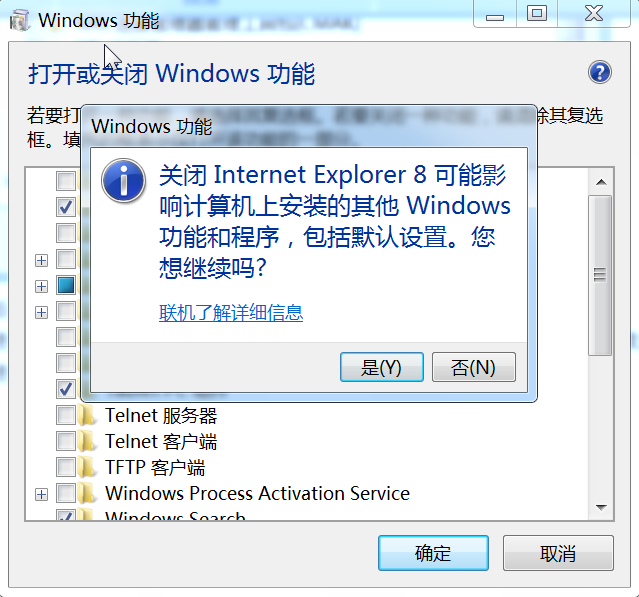 Windows 功能
打开或关闭 Windows 功能
若要打
除其复选
框。填
Windows 功能
关闭 Internet Explorer 8 可能影
响计算机上安装的其他 Windows
功能和程序，包括默认设置。您
想继续吗?
联机了解详细信息
是(Y)
否(N)
Telnet 服务器
Telnet 客户端
TFTP 客户端
Windows Process Activation Service
Windows Search
确定
取消